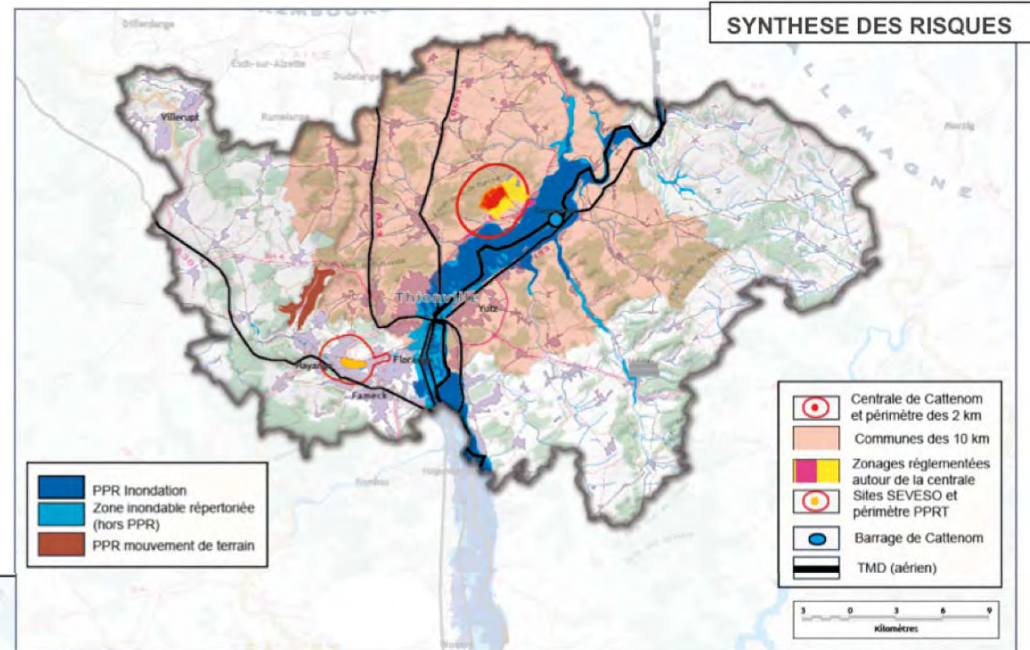 SYNTHESE DES RISQUES
Differdange
Esch-sur-Alzette
Dudelange
Rumelange
ALLEMAGNE
Merzig
Villerupt
Thionville
Yutz
Hayange
Florange
Fameck
Rombas
PPR Inondation
Zone inondable répertoriée
(hors PPR)
PPR mouvement de terrain
Centrale de Cattenom
et périmètre des 2 km
Communes des 10 km
Zonages réglementées
autour de la centrale
Sites SEVESO et
périmètre PPRT
Barrage de Cattenom
TMD (aérien)
3 0 3 6 9
Kilomètres